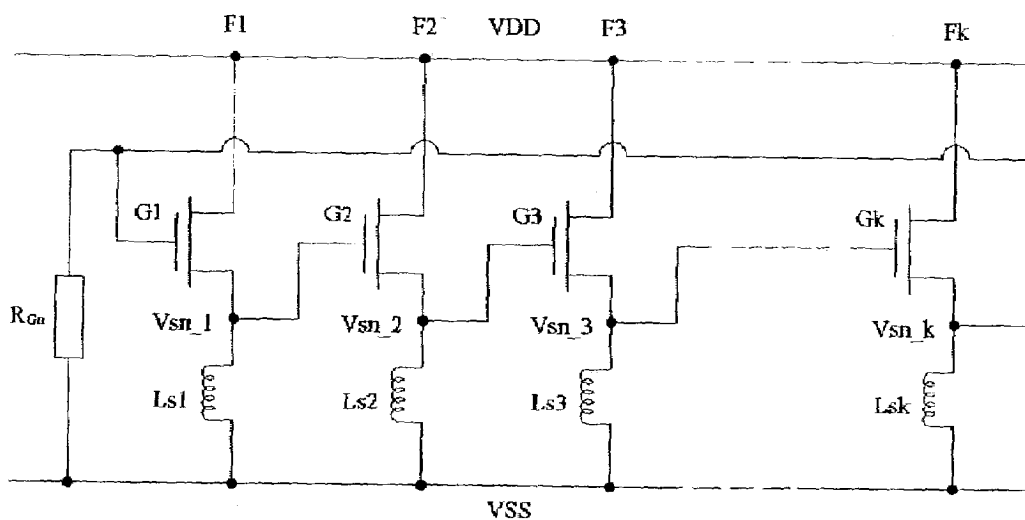 F1 F2 VDD F3 Fk
G1 G2 G3 Gk
RGn Vsn_1 Vsn_2 Vsn_3 Vsn_k
Ls1 Ls2 Ls3 Lsk
VSS